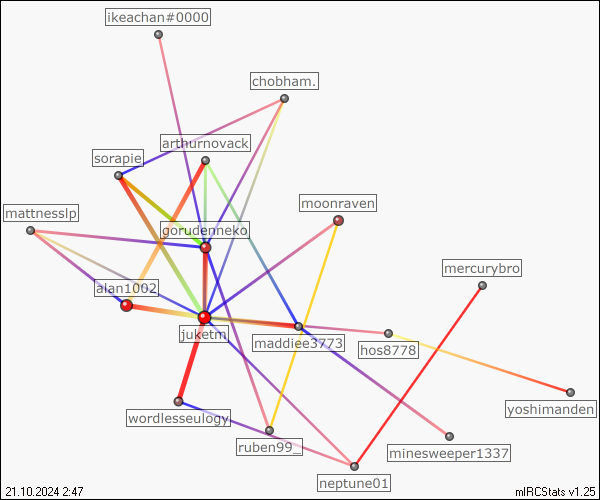 ikeachan#0000
chobham.
arthurnovack
sorapie
moonraven
mattnesslp
gordenneko
mercurybro
alan1002
juketm
maddiee3773
hos8778
yoshimanden
wordlesseulogy
ruben99_
minesweeper1337
neptune01
21.10.2024 2:47
mIRCStats v1.25